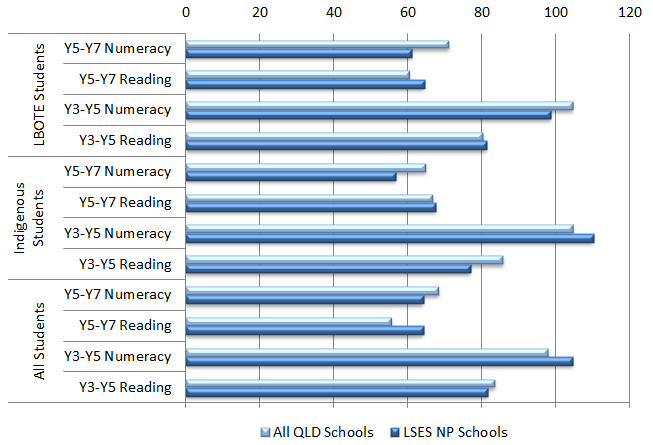 0 20 40 60 80 100 120
LBOTE Students
Y5-Y7 Numeracy
Y5-Y7 Reading
Y3-Y5 Numeracy
Y3-Y5 Reading
Indigenous
Students
Y5-Y7 Numeracy
Y5-Y7 Reading
Y3-Y5 Numeracy
Y3-Y5 Reading
All Students
Y5-Y7 Numeracy
Y5-Y7 Reading
Y3-Y5 Numeracy
Y3-Y5 Reading
All QLD Schools LSES NP Schools